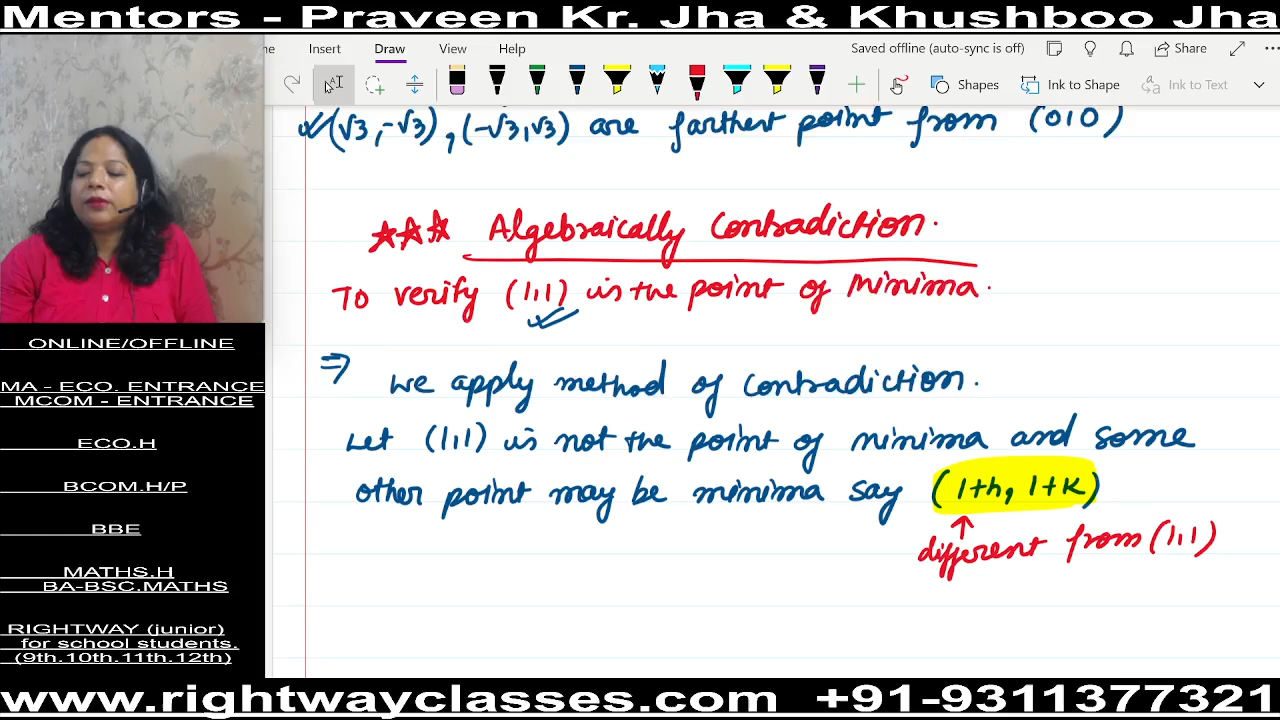 Mentors - Praveen Kr. Jha & Khushboo Jha
Insert Draw View Help Saved offline (auto-sync is off) Share
Shapes Ink to Shape Ink to Text
(√3,-√3), (-√3,√3) are farthest point from (0,0)
*** Algebraically Contradiction.
To verify (1,1) is the point of Minima.
⇒ We apply method of Contradiction.
Let (1,1) is not the point of minima and some
other point may be minima say (1+h, 1+k)
↑
different from (1,1)
ONLINE/OFFLINE
MA - ECO. ENTRANCE
MCOM - ENTRANCE
ECO.H
BCOM.H/P
BBE
MATHS.H
BA-BSC.MATHS
RIGHTWAY (junior)
for school students.
(9th.10th.11th.12th)
www.rightwayclasses.com +91-9311377321